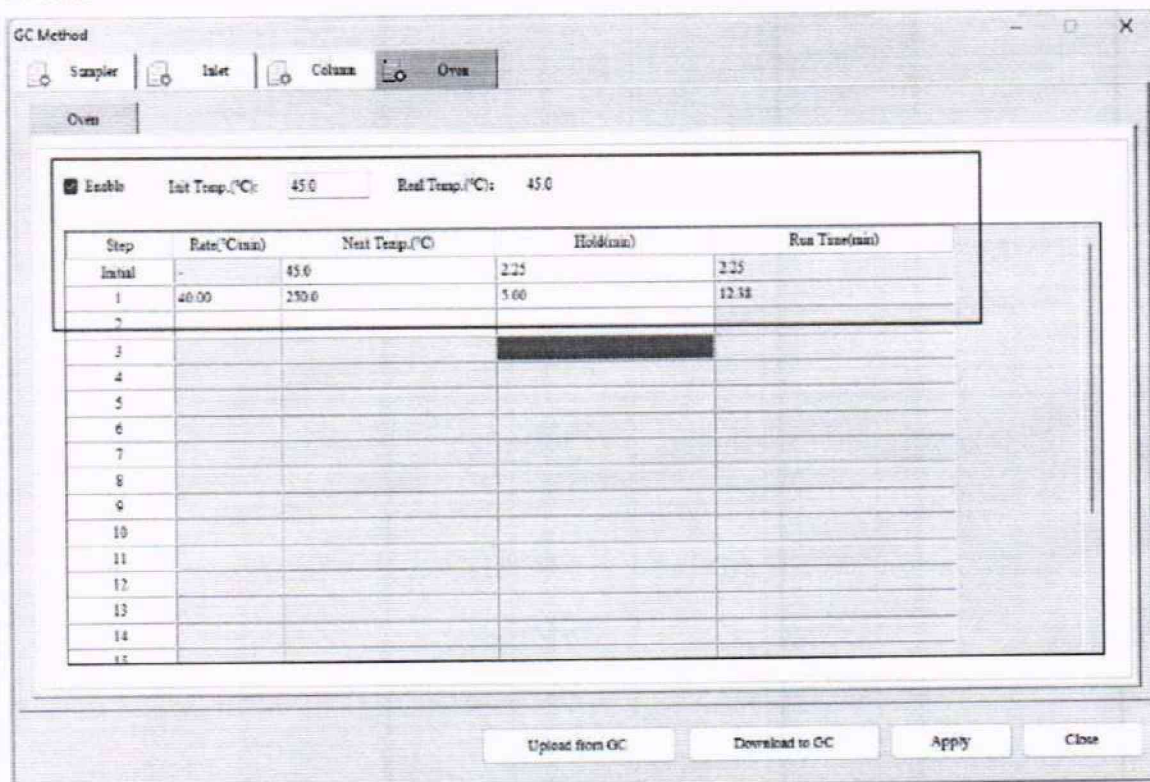 GC Method
Sampler Inlet Column Oven
Oven
Enable Init Temp.(°C): 45.0 Real Temp.(°C): 45.0
Step Rate(°C/min) Next Temp.(°C) Hold(min) Run Time(min)
Initial - 45.0 2.25 2.25
1 40.00 250.0 5.00 12.38
2
3
4
5
6
7
8
9
10
11
12
13
14
15
Upload from GC Download to GC Apply Close